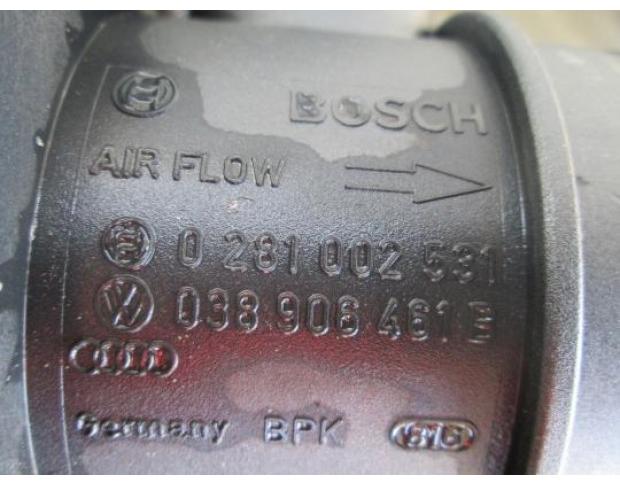 BOSCH
AIR FLOW
0 281 002 531
038 906 461 B
Germany BPK